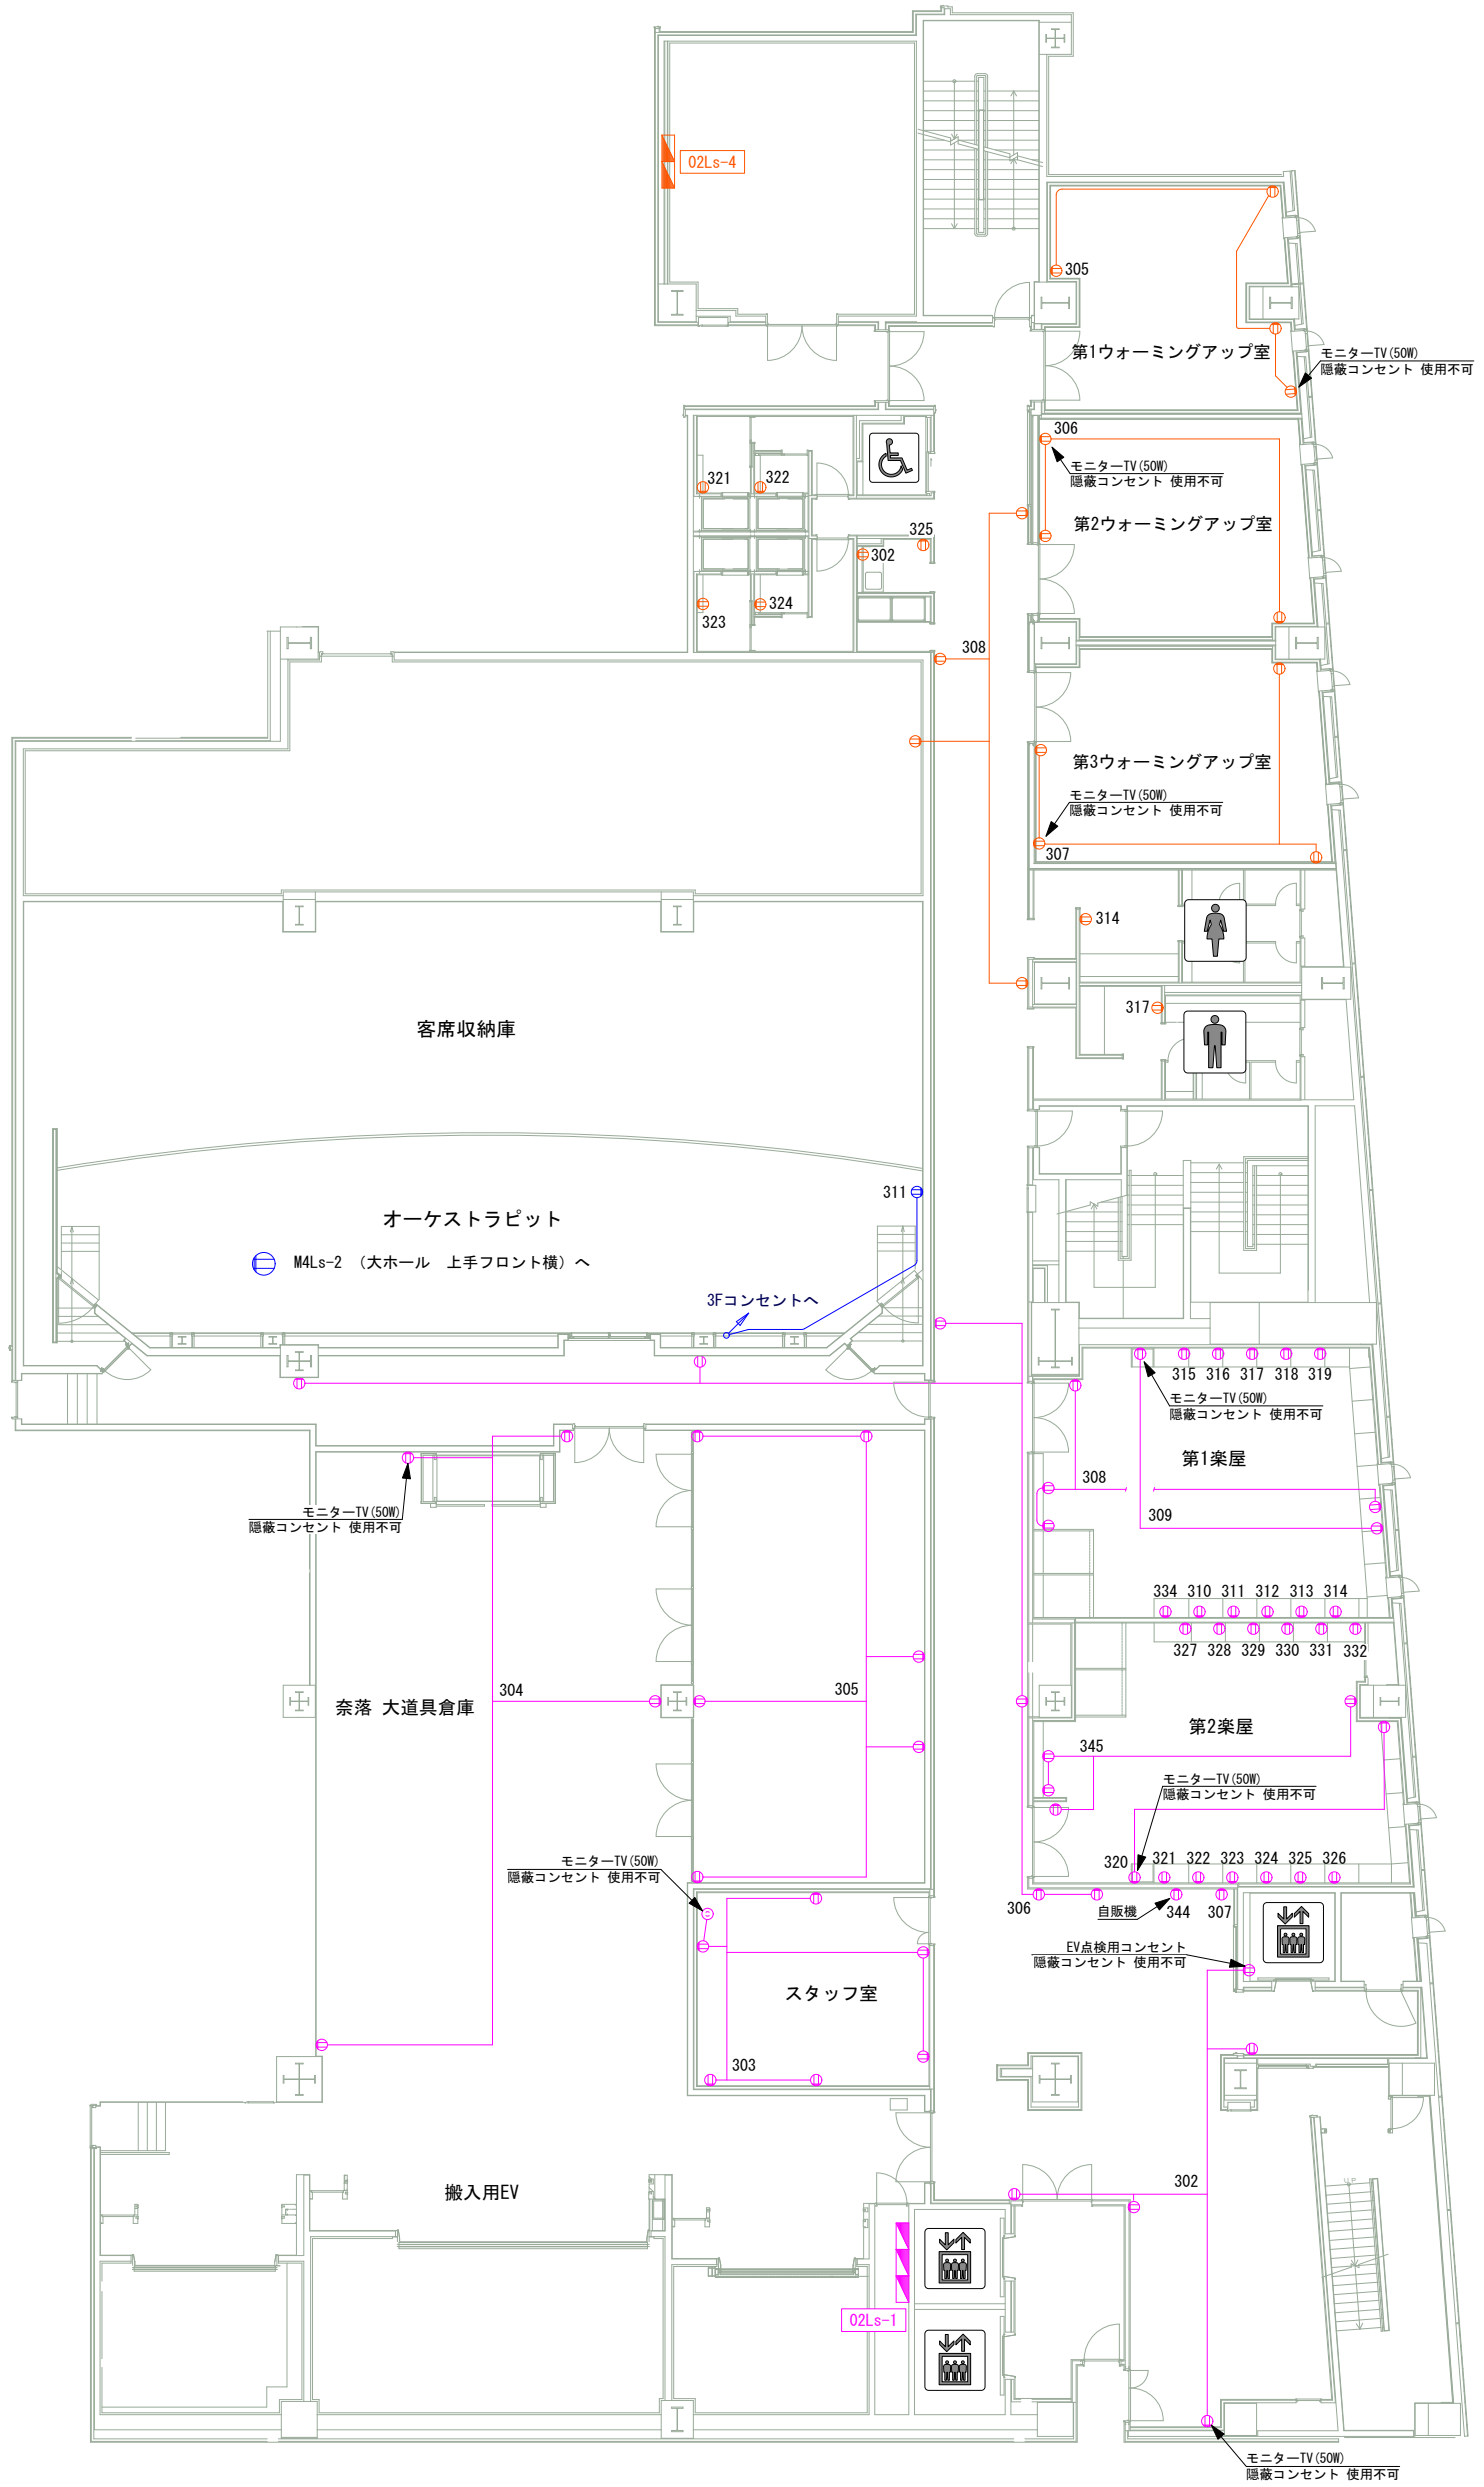 02Ls-4
305
第1ウォーミングアップ室
モニターTV(50W)
隠蔽コンセント 使用不可
306
モニターTV(50W)
隠蔽コンセント 使用不可
321
322
第2ウォーミングアップ室
325
302
323
324
308
第3ウォーミングアップ室
モニターTV(50W)
隠蔽コンセント 使用不可
307
314
317
客席収納庫
311
オーケストラピット
M4Ls-2 (大ホール 上手フロント横)へ
3Fコンセントへ
315 316 317 318 319
モニターTV(50W)
隠蔽コンセント 使用不可
第1楽屋
308
309
モニターTV(50W)
隠蔽コンセント 使用不可
334 310 311 312 313 314
327 328 329 330 331 332
304
305
奈落 大道具倉庫
第2楽屋
345
モニターTV(50W)
隠蔽コンセント 使用不可
320 321 322 323 324 325 326
モニターTV(50W)
隠蔽コンセント 使用不可
306
自販機
344
307
EV点検用コンセント
隠蔽コンセント 使用不可
スタッフ室
303
302
UP
搬入用EV
02Ls-1
モニターTV(50W)
隠蔽コンセント 使用不可